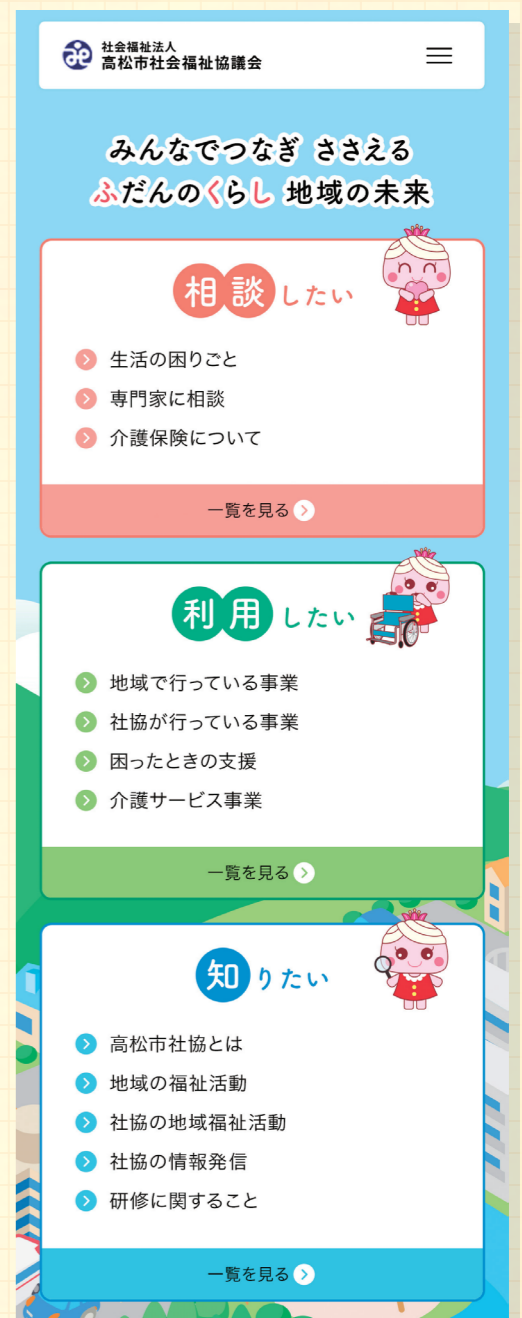 社会福祉法人
高松市社会福祉協議会
みんなでつなぎ ささえる
ふだんのくらし 地域の未来
相談したい
生活の困りごと
専門家に相談
介護保険について
一覧を見る
利用したい
地域で行っている事業
社協が行っている事業
困ったときの支援
介護サービス事業
一覧を見る
知りたい
高松市社協とは
地域の福祉活動
社協の地域福祉活動
社協の情報発信
研修に関すること
一覧を見る